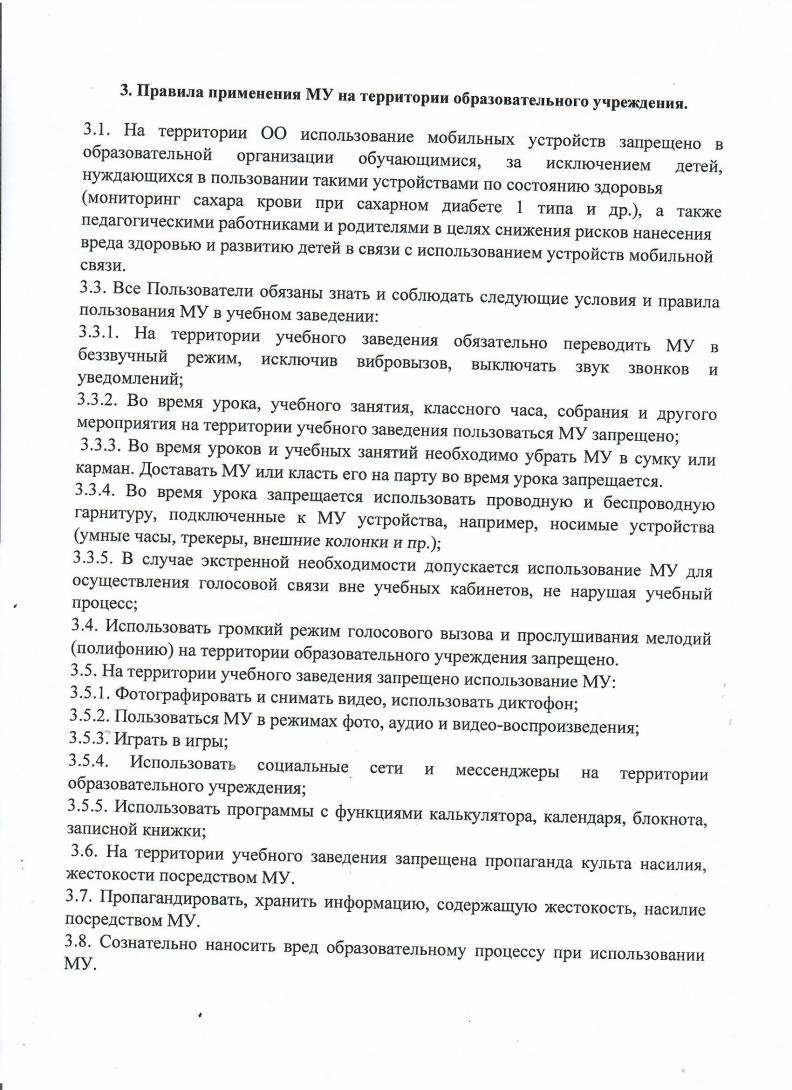 3. Правила применения МУ на территории образовательного учреждения.
3.1. На территории ОО использование мобильных устройств запрещено в
образовательной организации обучающимися, за исключением детей,
нуждающихся в пользовании такими устройствами по состоянию здоровья
(мониторинг сахара крови при сахарном диабете 1 типа и др.), а также
педагогическими работниками и родителями в целях снижения рисков нанесения
вреда здоровью и развитию детей в связи с использованием устройств мобильной
связи.
3.3. Все Пользователи обязаны знать и соблюдать следующие условия и правила
пользования МУ в учебном заведении:
3.3.1. На территории учебного заведения обязательно переводить МУ в
беззвучный режим, исключив вибровызов, выключать звук звонков и
уведомлений;
3.3.2. Во время урока, учебного занятия, классного часа, собрания и другого
мероприятия на территории учебного заведения пользоваться МУ запрещено;
3.3.3. Во время уроков и учебных занятий необходимо убрать МУ в сумку или
карман. Доставать МУ или класть его на парту во время урока запрещается.
3.3.4. Во время урока запрещается использовать проводную и беспроводную
гарнитуру, подключенные к МУ устройства, например, носимые устройства
(умные часы, трекеры, внешние колонки и пр.);
3.3.5. В случае экстренной необходимости допускается использование МУ для
осуществления голосовой связи вне учебных кабинетов, не нарушая учебный
процесс;
3.4. Использовать громкий режим голосового вызова и прослушивания мелодий
(полифонию) на территории образовательного учреждения запрещено.
3.5. На территории учебного заведения запрещено использование МУ:
3.5.1. Фотографировать и снимать видео, использовать диктофон;
3.5.2. Пользоваться МУ в режимах фото, аудио и видео-воспроизведения;
3.5.3. Играть в игры;
3.5.4. Использовать социальные сети и мессенджеры на территории
образовательного учреждения;
3.5.5. Использовать программы с функциями калькулятора, календаря, блокнота,
записной книжки;
3.6. На территории учебного заведения запрещена пропаганда культа насилия,
жестокости посредством МУ.
3.7. Пропагандировать, хранить информацию, содержащую жестокость, насилие
посредством МУ.
3.8. Сознательно наносить вред образовательному процессу при использовании
МУ.